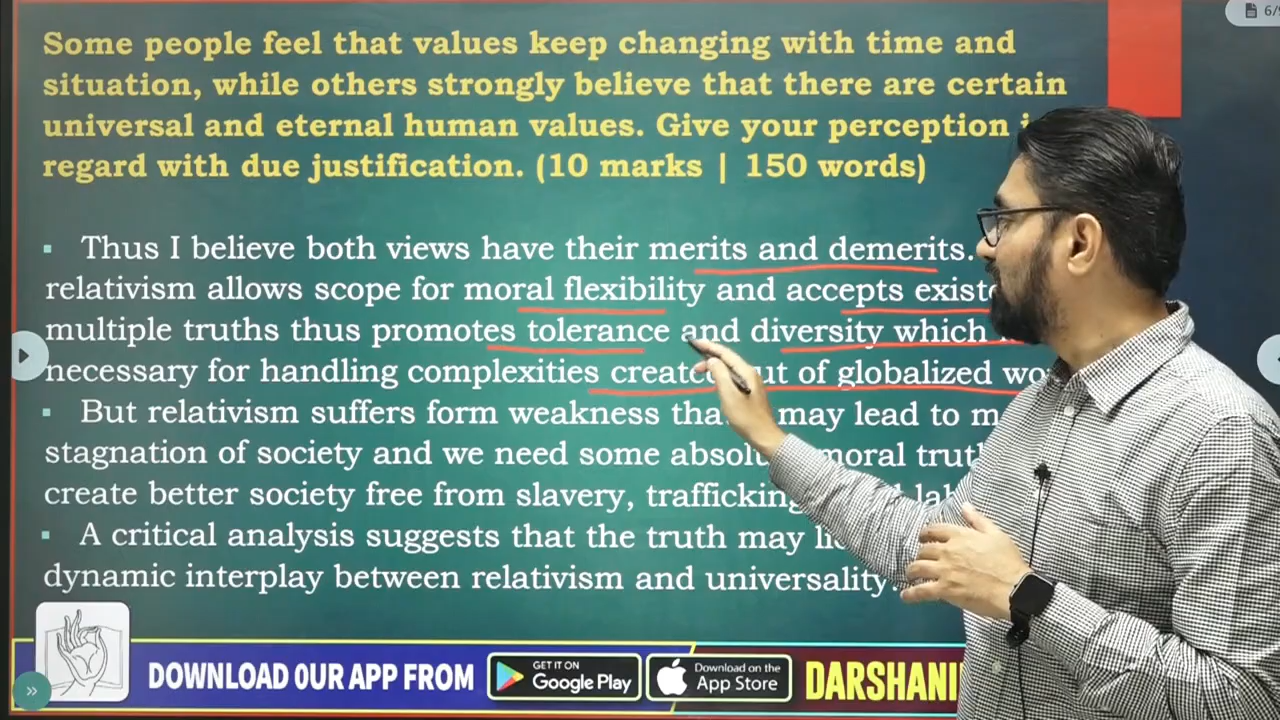 6/
Some people feel that values keep changing with time and
situation, while others strongly believe that there are certain
universal and eternal human values. Give your perception
regard with due justification. (10 marks | 150 words)
▪ Thus I believe both views have their merits and demerits.
relativism allows scope for moral flexibility and accepts
multiple truths thus promotes tolerance and diversity which
necessary for handling complexities out of globalized
▪ But relativism suffers form weakness may lead to
stagnation of society and we need some moral
create better society free from slavery, trafficking
▪ A critical analysis suggests that the truth may
dynamic interplay between relativism and universality.
DOWNLOAD OUR APP FROM
GET IT ON
Google Play
Download on the
App Store
DARSHANI